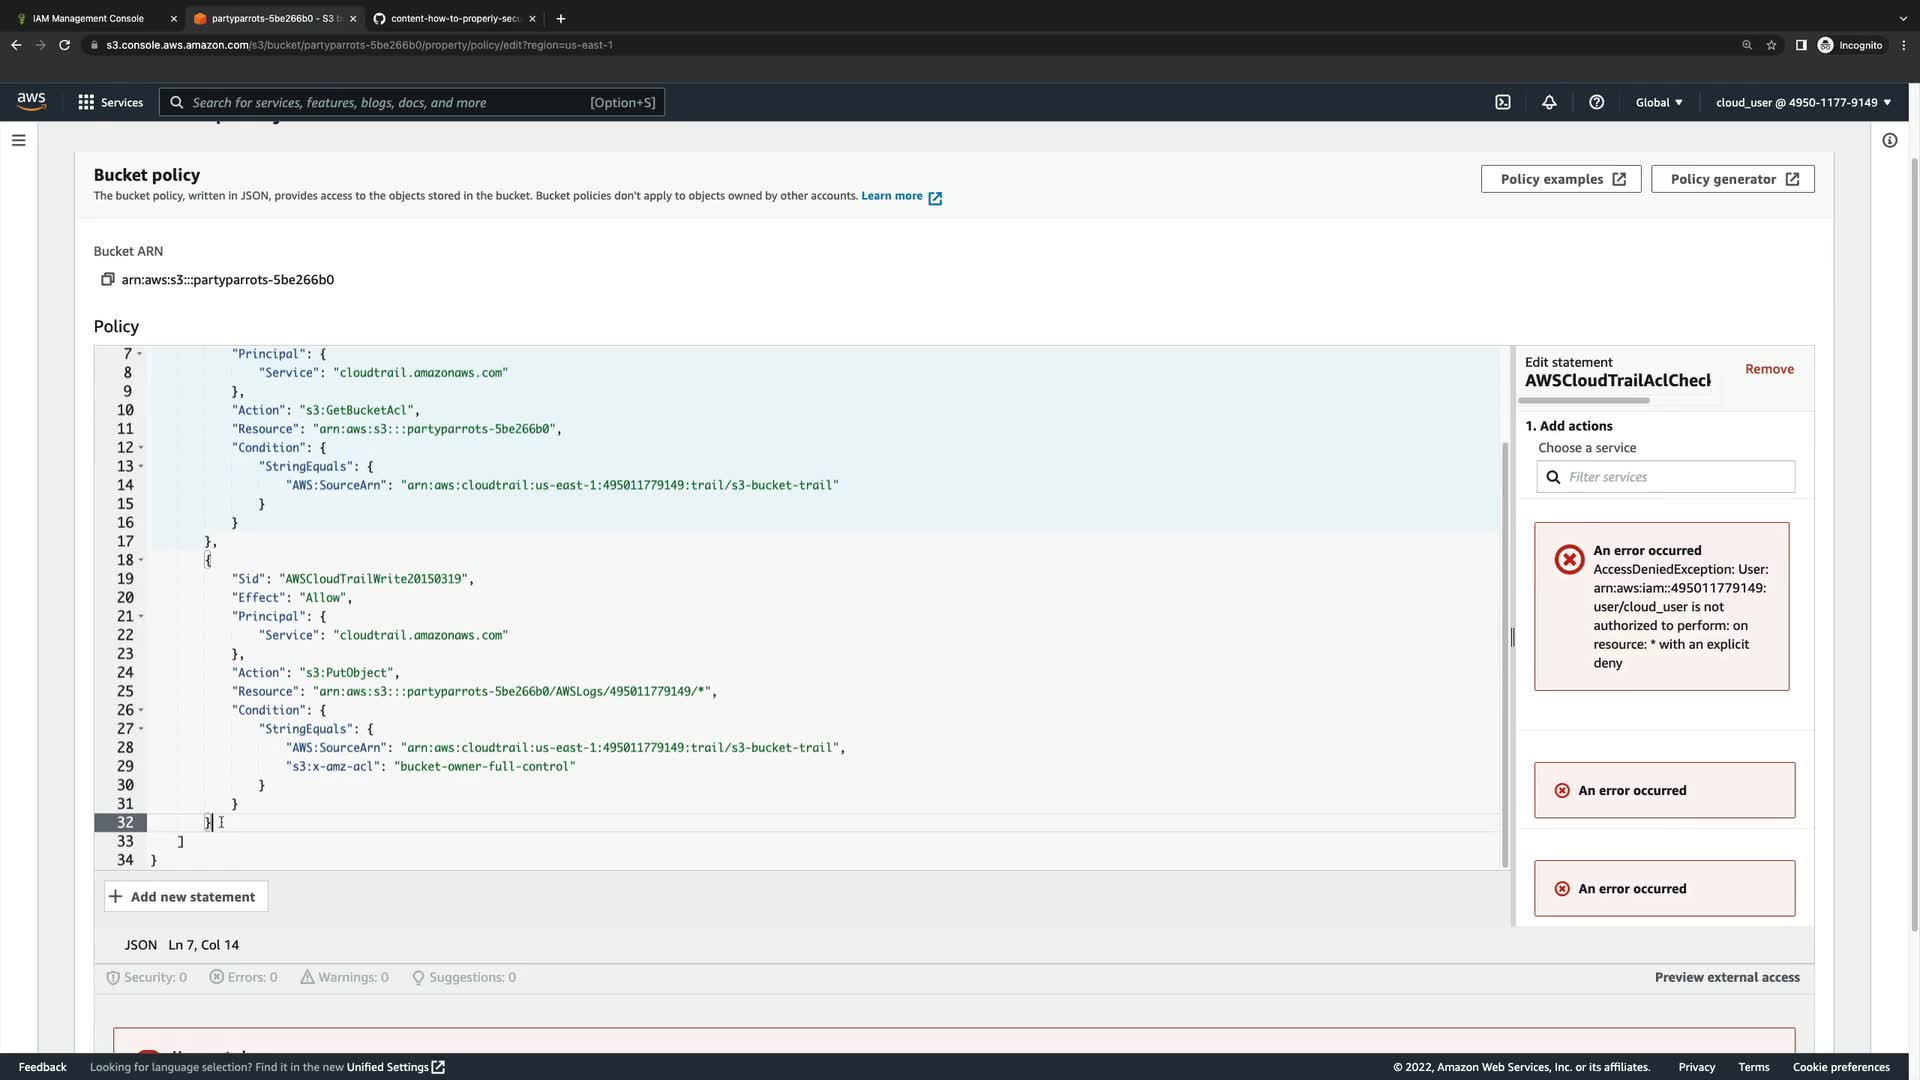 IAM Management Console
partyparrots-5be266b0 - S3 b
content-how-to-properly-secu
s3.console.aws.amazon.com/s3/bucket/partyparrots-5be266b0/property/policy/edit?region=us-east-1
Incognito
aws
Services
Search for services, features, blogs, docs, and more
[Option+S]
Global
cloud_user @ 4950-1177-9149
Bucket policy
The bucket policy, written in JSON, provides access to the objects stored in the bucket. Bucket policies don't apply to objects owned by other accounts. Learn more
Policy examples
Policy generator
Bucket ARN
arn:aws:s3:::partyparrots-5be266b0
Policy
7 "Principal": {
8 "Service": "cloudtrail.amazonaws.com"
9 },
10 "Action": "s3:GetBucketAcl",
11 "Resource": "arn:aws:s3:::partyparrots-5be266b0",
12 "Condition": {
13 "StringEquals": {
14 "AWS:SourceArn": "arn:aws:cloudtrail:us-east-1:495011779149:trail/s3-bucket-trail"
15 }
16 }
17 },
18 {
19 "Sid": "AWSCloudTrailWrite20150319",
20 "Effect": "Allow",
21 "Principal": {
22 "Service": "cloudtrail.amazonaws.com"
23 },
24 "Action": "s3:PutObject",
25 "Resource": "arn:aws:s3:::partyparrots-5be266b0/AWSLogs/495011779149/*",
26 "Condition": {
27 "StringEquals": {
28 "AWS:SourceArn": "arn:aws:cloudtrail:us-east-1:495011779149:trail/s3-bucket-trail",
29 "s3:x-amz-acl": "bucket-owner-full-control"
30 }
31 }
32 }
33 ]
34 }
Edit statement
AWSCloudTrailAclCheck
Remove
1. Add actions
Choose a service
Filter services
An error occurred
AccessDeniedException: User:
arn:aws:iam::495011779149:
user/cloud_user is not
authorized to perform: on
resource: * with an explicit
deny
An error occurred
An error occurred
+ Add new statement
JSON Ln 7, Col 14
Security: 0
Errors: 0
Warnings: 0
Suggestions: 0
Preview external access
Feedback
Looking for language selection? Find it in the new Unified Settings
© 2022, Amazon Web Services, Inc. or its affiliates.
Privacy
Terms
Cookie preferences